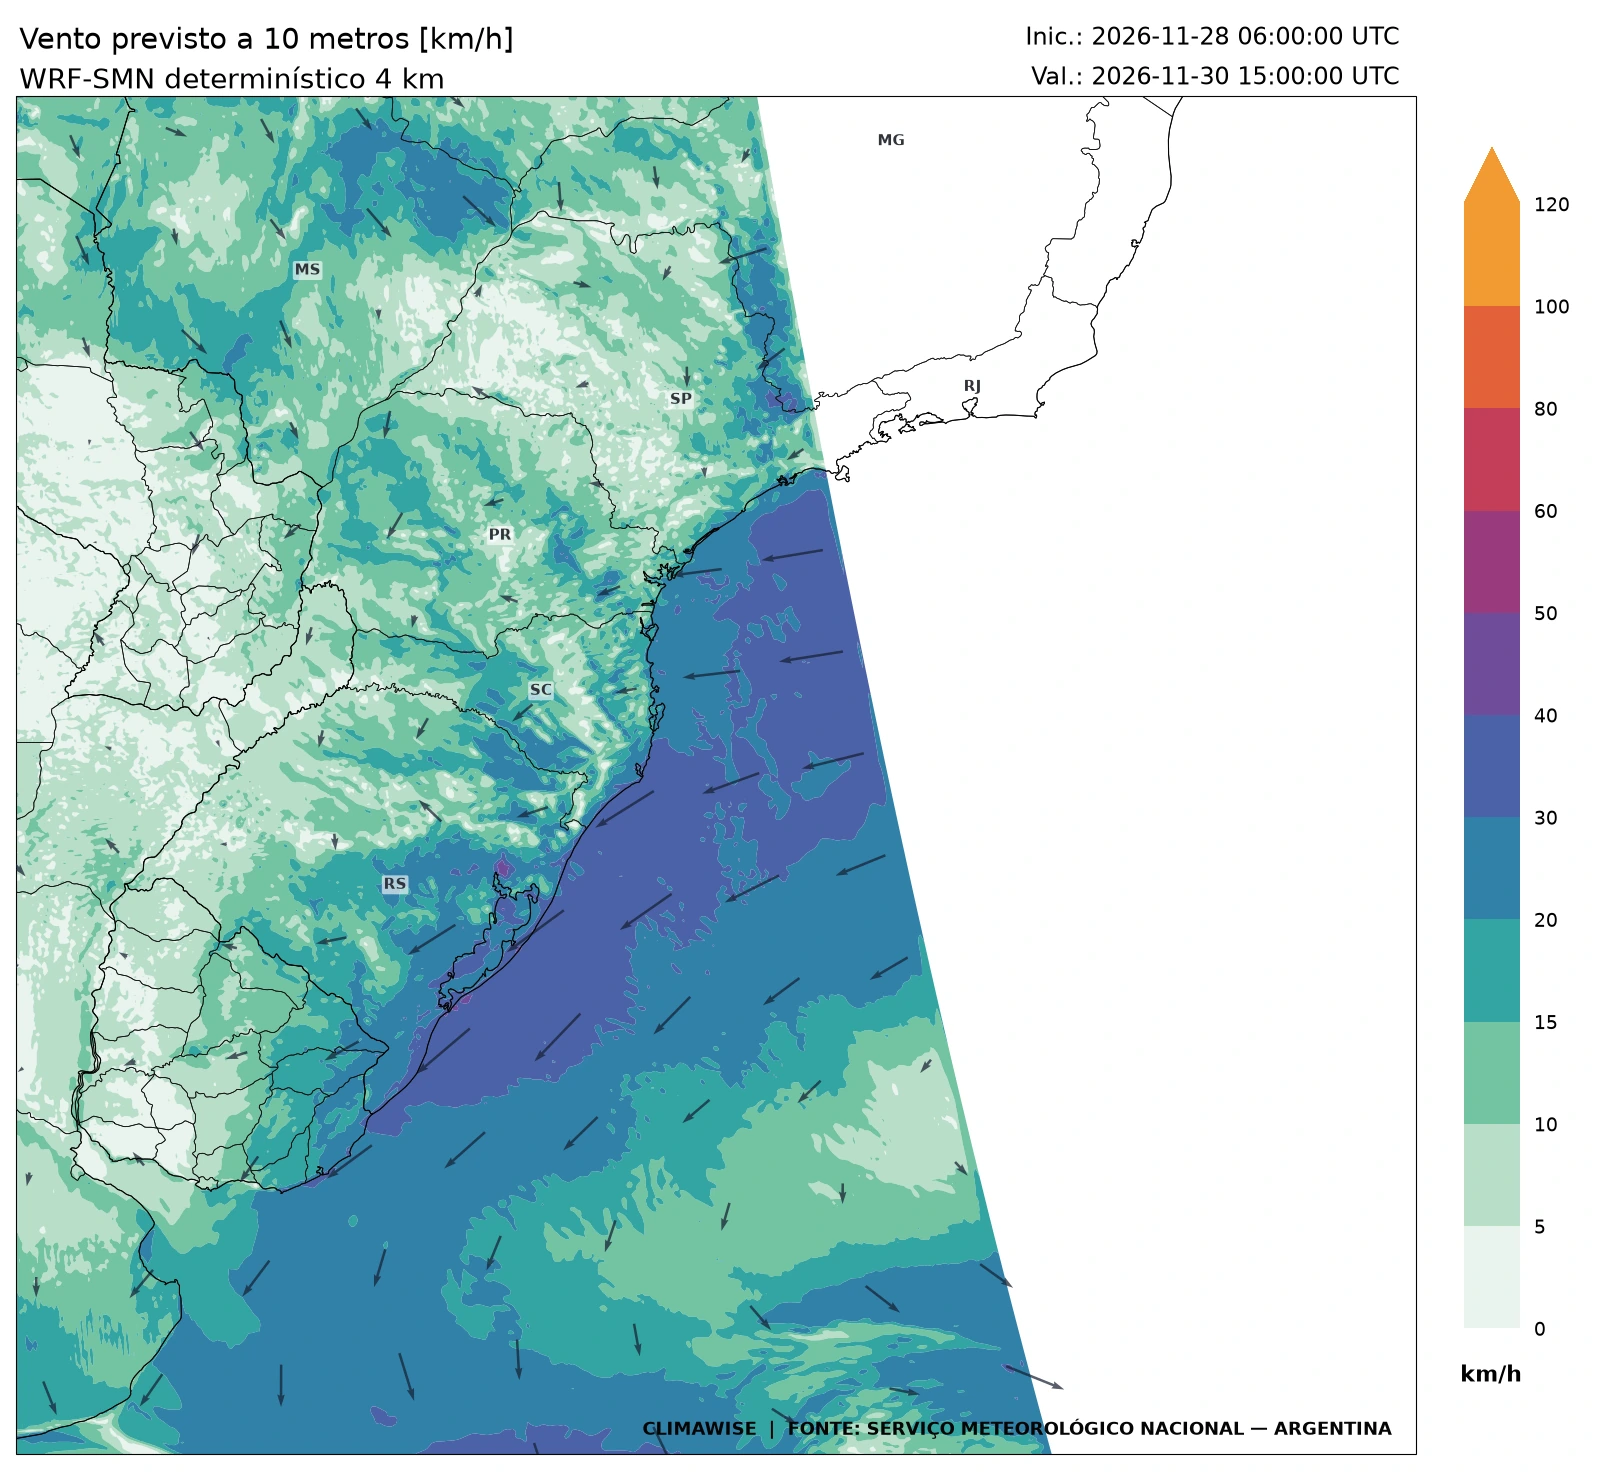 Vento previsto a 10 metros [km/h]
WRF-SMN determinístico 4 km
Inic.: 2026-11-28 06:00:00 UTC
Val.: 2026-11-30 15:00:00 UTC
MG
MS
RJ
SP
PR
SC
RS
120
100
80
60
50
40
30
20
15
10
5
0
km/h
CLIMAWISE | FONTE: SERVIÇO METEOROLÓGICO NACIONAL — ARGENTINA